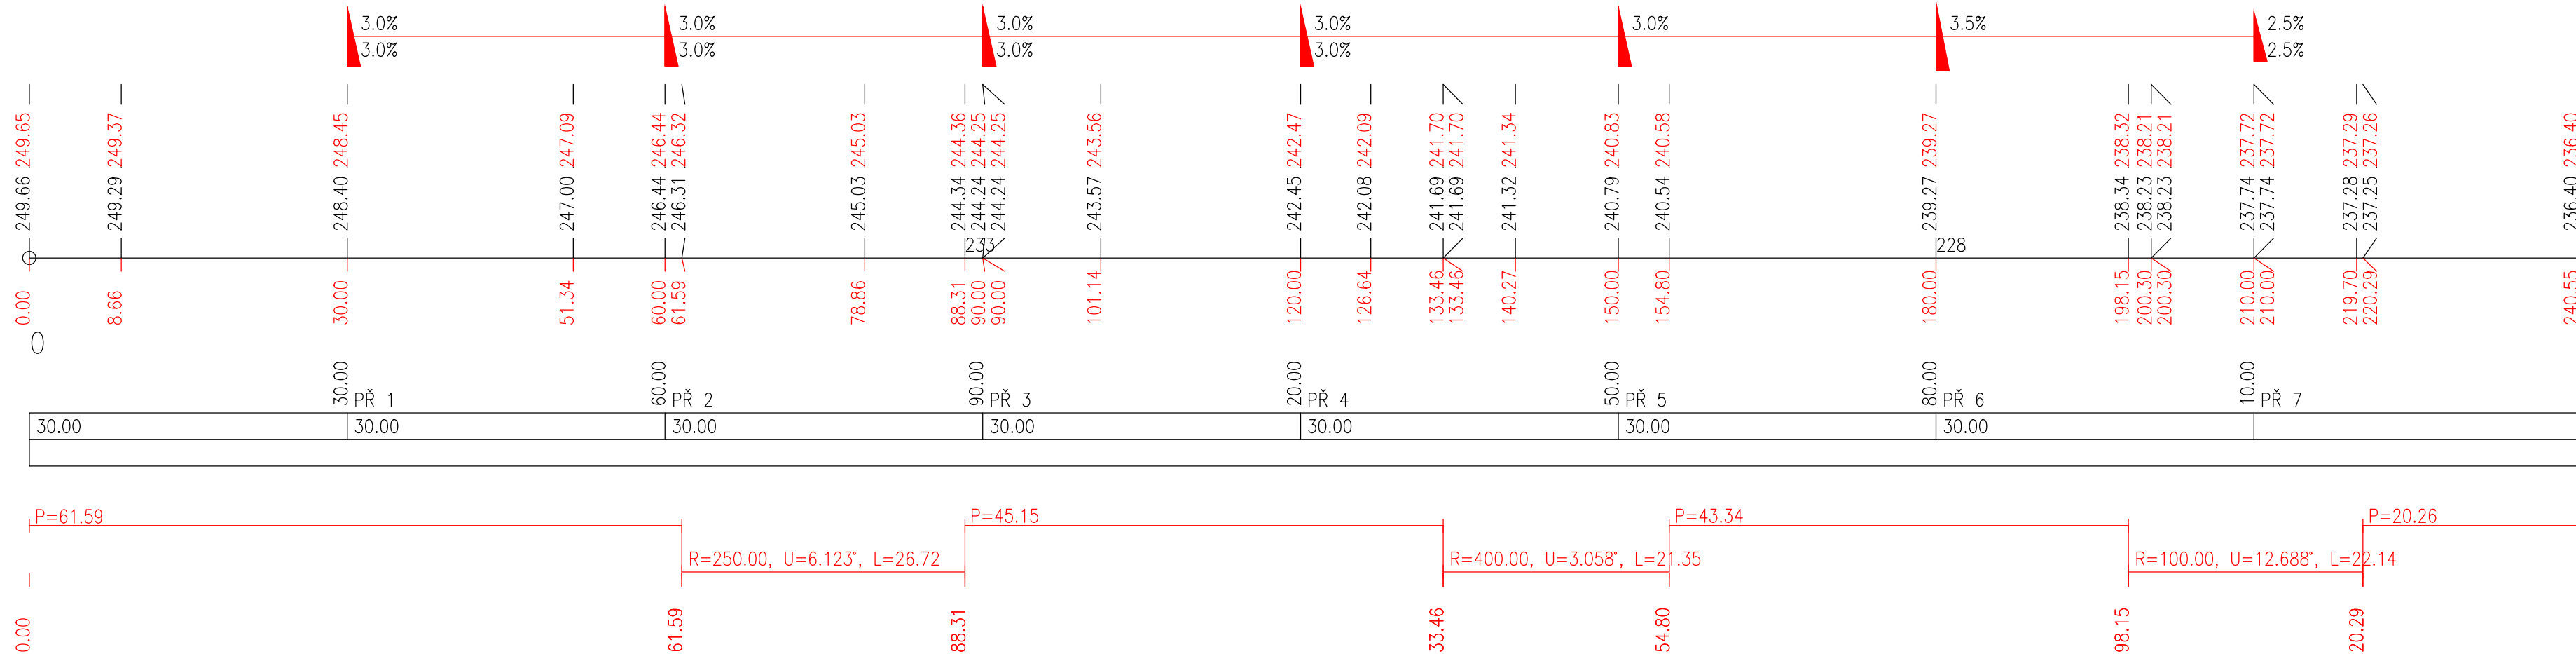 3.0% 3.0% 3.0% 3.0% 3.0% 3.5% 2.5%
3.0% 3.0% 3.0% 3.0% 2.5%
249.65 249.37 248.45 247.09 246.44 246.32 245.03 244.36 244.25 244.25 243.56 242.47 242.09 241.70 241.70 241.34 240.83 240.58 239.27 238.32 238.21 238.21 237.72 237.72 237.29 237.26 236.40
249.66 249.29 248.40 247.00 246.44 246.31 245.03 244.34 244.24 244.24 243.57 242.45 242.08 241.69 241.69 241.32 240.79 240.54 239.27 238.34 238.23 238.23 237.74 237.74 237.28 237.25 236.40
233 228
0.00 8.66 30.00 51.34 60.00 61.59 78.86 88.31 90.00 90.00 101.14 120.00 126.64 133.46 133.46 140.27 150.00 154.80 180.00 198.15 200.30 200.30 210.00 210.00 219.70 220.29 240.55
0
30.00 60.00 90.00 20.00 50.00 80.00 10.00
PŘ 1 PŘ 2 PŘ 3 PŘ 4 PŘ 5 PŘ 6 PŘ 7
30.00 30.00 30.00 30.00 30.00 30.00 30.00
P=61.59 P=45.15 P=43.34 P=20.26
R=250.00, U=6.123°, L=26.72 R=400.00, U=3.058°, L=21.35 R=100.00, U=12.688°, L=22.14
0.00 61.59 88.31 33.46 54.80 98.15 20.29